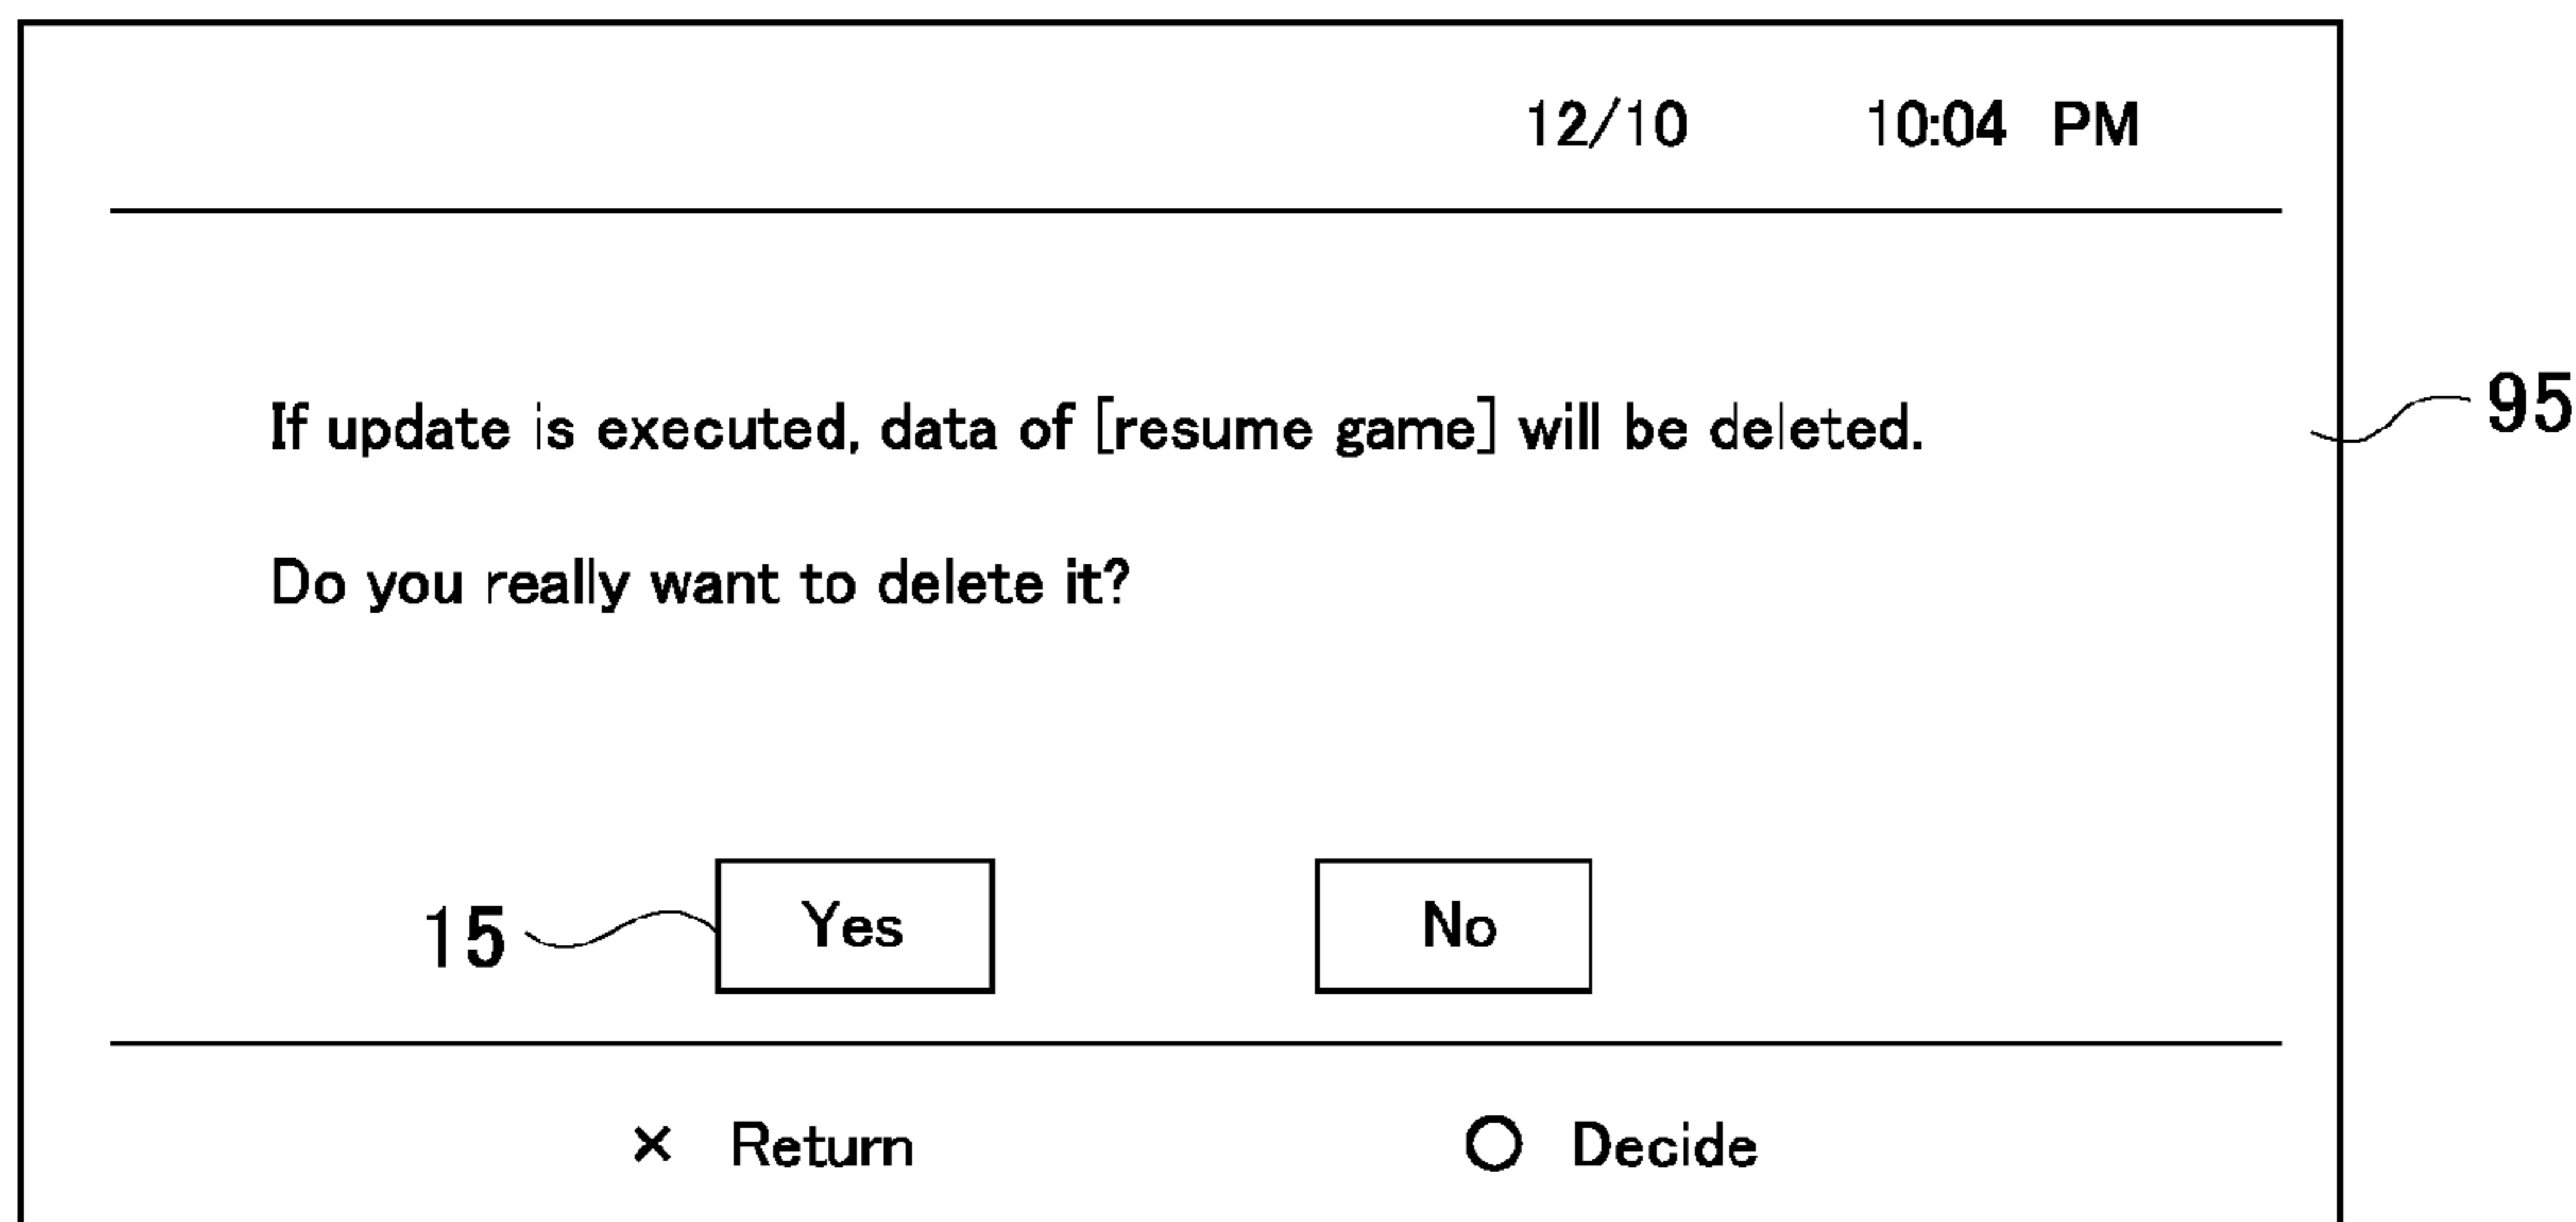 12/10 10:04 PM
If update is executed, data of [resume game] will be deleted.
95
Do you really want to delete it?
15 Yes No
× Return ○ Decide